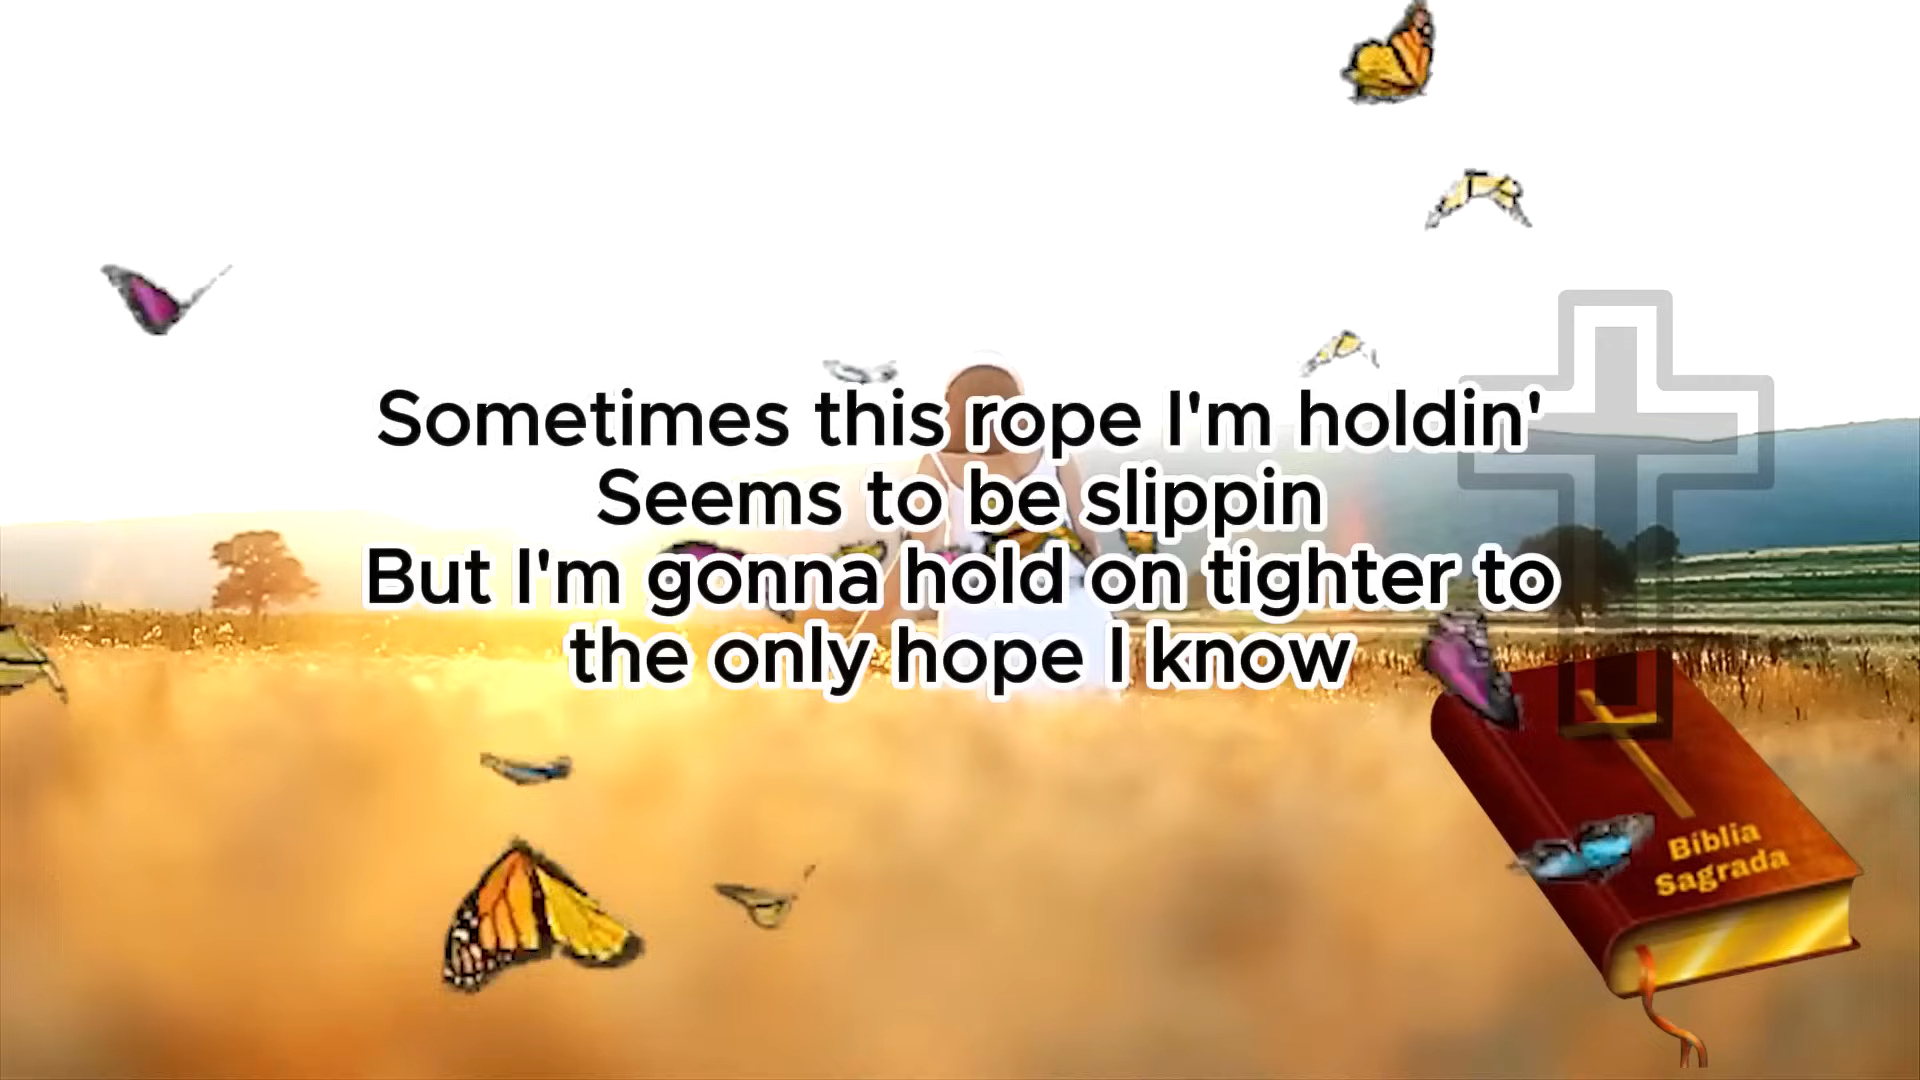 Sometimes this rope I'm holdin'
Seems to be slippin
But I'm gonna hold on tighter to
the only hope I know
Bíblia
Sagrada